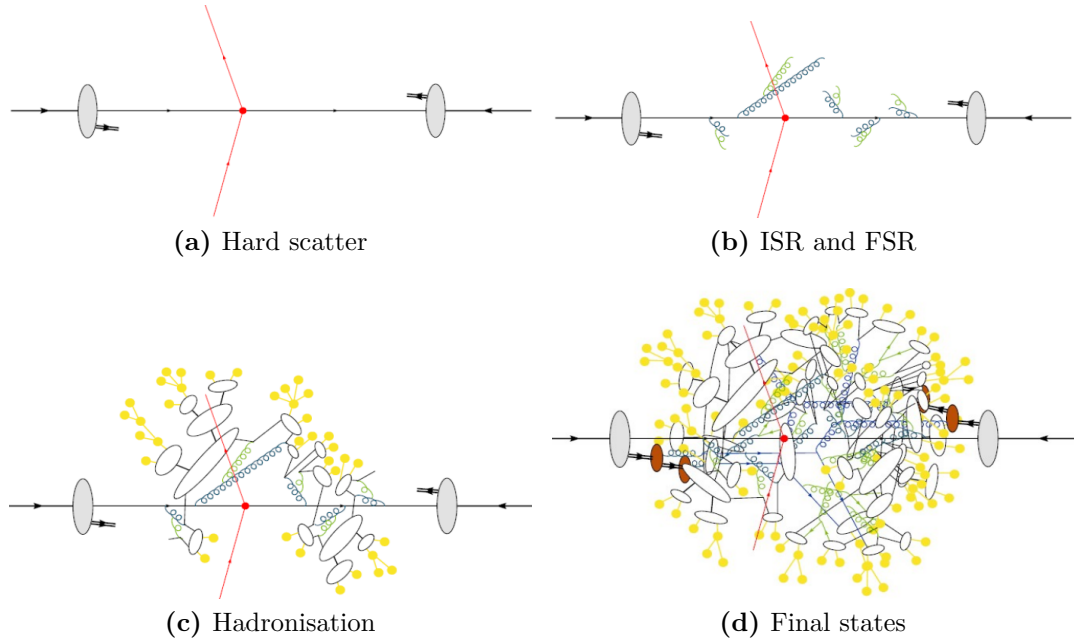 (a) Hard scatter
(b) ISR and FSR
(c) Hadronisation
(d) Final states